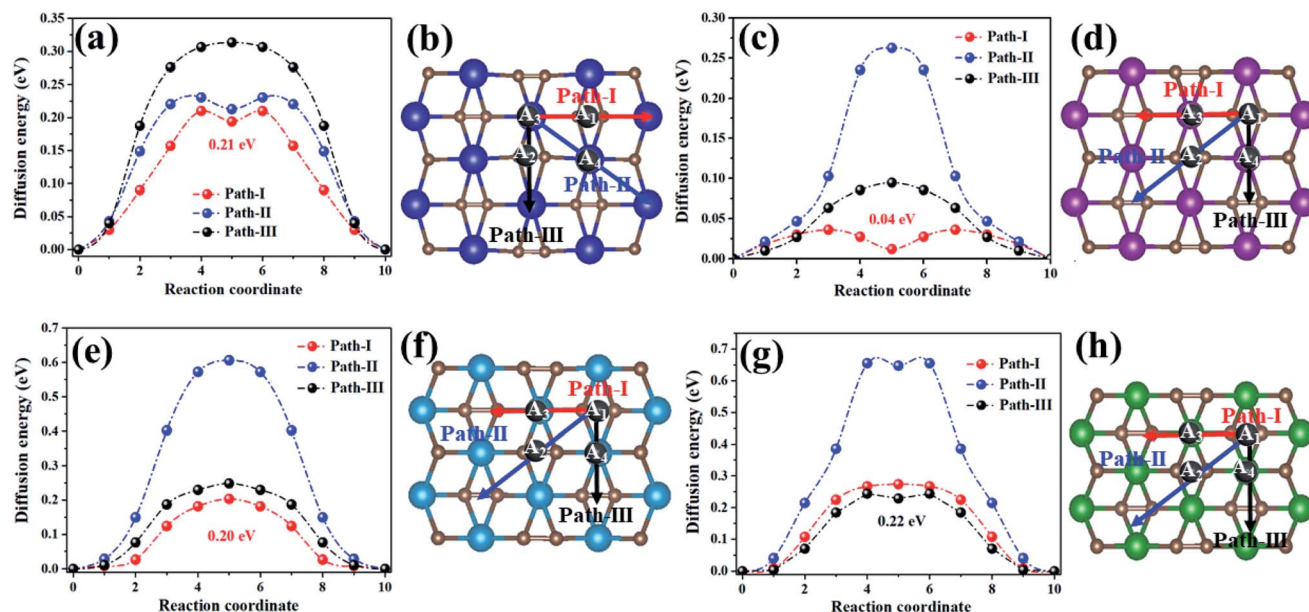 (a)
0.35
0.30
0.25
0.20
0.15
0.10
0.05
0.00
Diffusion energy (eV)
0.21 eV
Path-I
Path-II
Path-III
0 2 4 6 8 10
Reaction coordinate
(b)
Path-I
A3 A1
A2 A4
Path-II
Path-III
(c)
0.30
0.25
0.20
0.15
0.10
0.05
0.00
Diffusion energy (eV)
Path-I
Path-II
Path-III
0.04 eV
0 2 4 6 8 10
Reaction coordinate
(d)
Path-I
A3 A
Path-II A2 A4
Path-III
(e)
0.7
0.6
0.5
0.4
0.3
0.2
0.1
0.0
Diffusion energy (eV)
Path-I
Path-II
Path-III
0.20 eV
0 2 4 6 8 10
Reaction coordinate
(f)
Path-I
A3 A1
Path-II
A2 A4
Path-III
(g)
0.7
0.6
0.5
0.4
0.3
0.2
0.1
0.0
Diffusion energy (eV)
Path-I
Path-II
Path-III
0.22 eV
0 2 4 6 8 10
Reaction coordinate
(h)
Path-I
A3 A1
Path-II A2 A4
Path-III